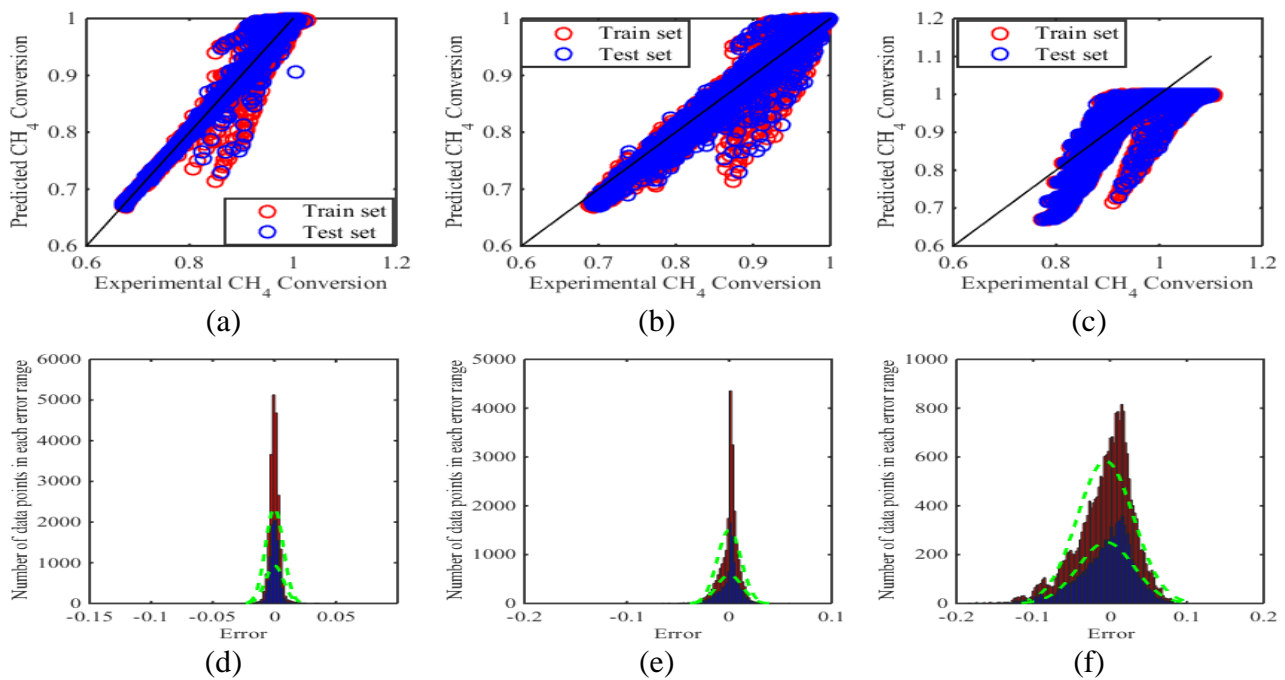 1
0.9
0.8
0.7
0.6
0.6 0.8 1 1.2
Predicted CH4 Conversion
Experimental CH4 Conversion
Train set
Test set
(a)
1
0.9
0.8
0.7
0.6
0.6 0.7 0.8 0.9 1
Predicted CH4 Conversion
Experimental CH4 Conversion
Train set
Test set
(b)
1.2
1.1
1
0.9
0.8
0.7
0.6
0.6 0.8 1 1.2
Predicted CH4 Conversion
Experimental CH4 Conversion
Train set
Test set
(c)
6000
5000
4000
3000
2000
1000
0
-0.15 -0.1 -0.05 0 0.05
Number of data points in each error range
Error
(d)
5000
4000
3000
2000
1000
0
-0.2 -0.1 0 0.1
Number of data points in each error range
Error
(e)
1000
800
600
400
200
0
-0.2 -0.1 0 0.1 0.2
Number of data points in each error range
Error
(f)